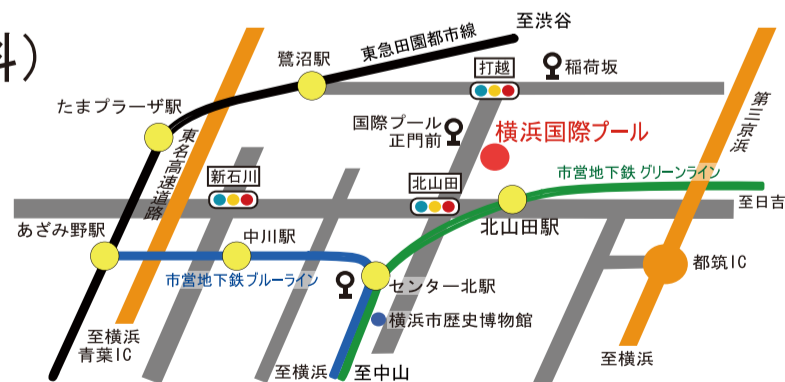 料）
至渋谷
東急田園都市線
鷺沼駅
打越
稲荷坂
たまプラーザ駅
第三京浜
国際プール
正門前
横浜国際プール
東名高速道路
新石川
北山田
市営地下鉄 グリーンライン
至日吉
あざみ野駅
中川駅
北山田駅
市営地下鉄 ブルーライン
センター北駅
都筑IC
横浜市歴史博物館
至横浜
青葉IC
至横浜
至中山
至横浜